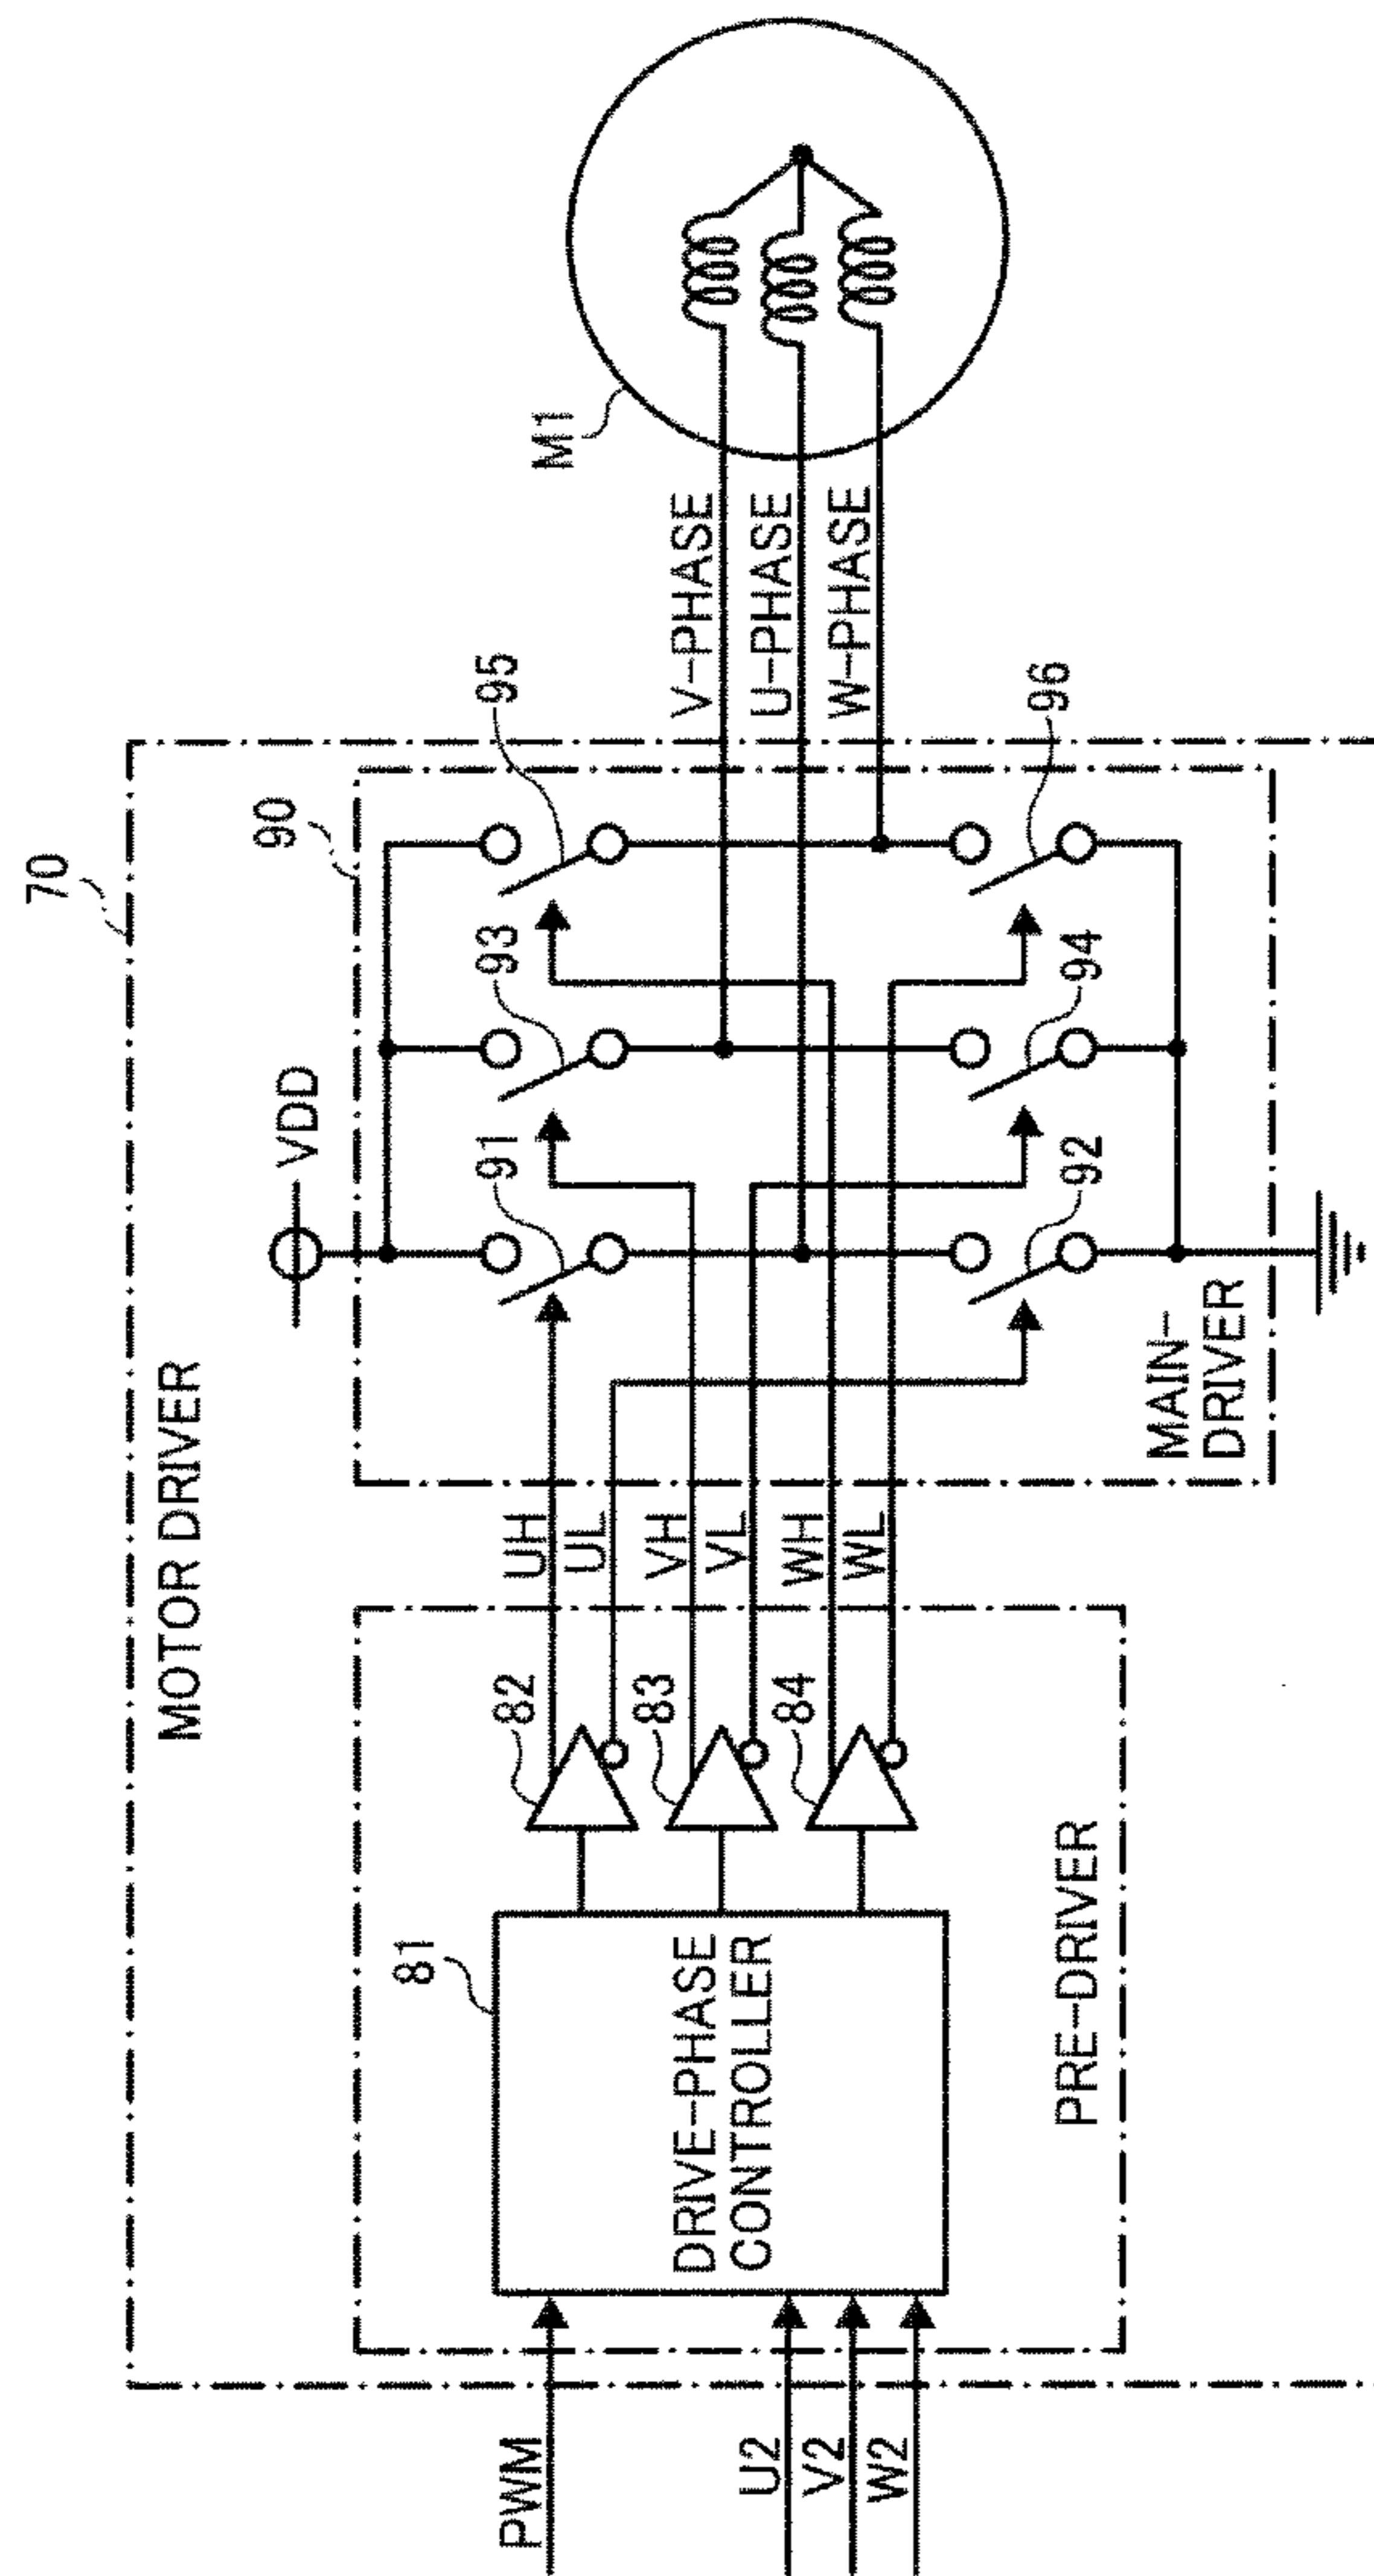 70
MOTOR DRIVER
VDD
90
91
93
95
M1
PWM
81
82
UH
UL
83
VH
VL
84
WH
WL
V-PHASE
U-PHASE
W-PHASE
DRIVE-PHASE
CONTROLLER
U2
V2
W2
92
94
96
PRE-DRIVER
MAIN-
DRIVER